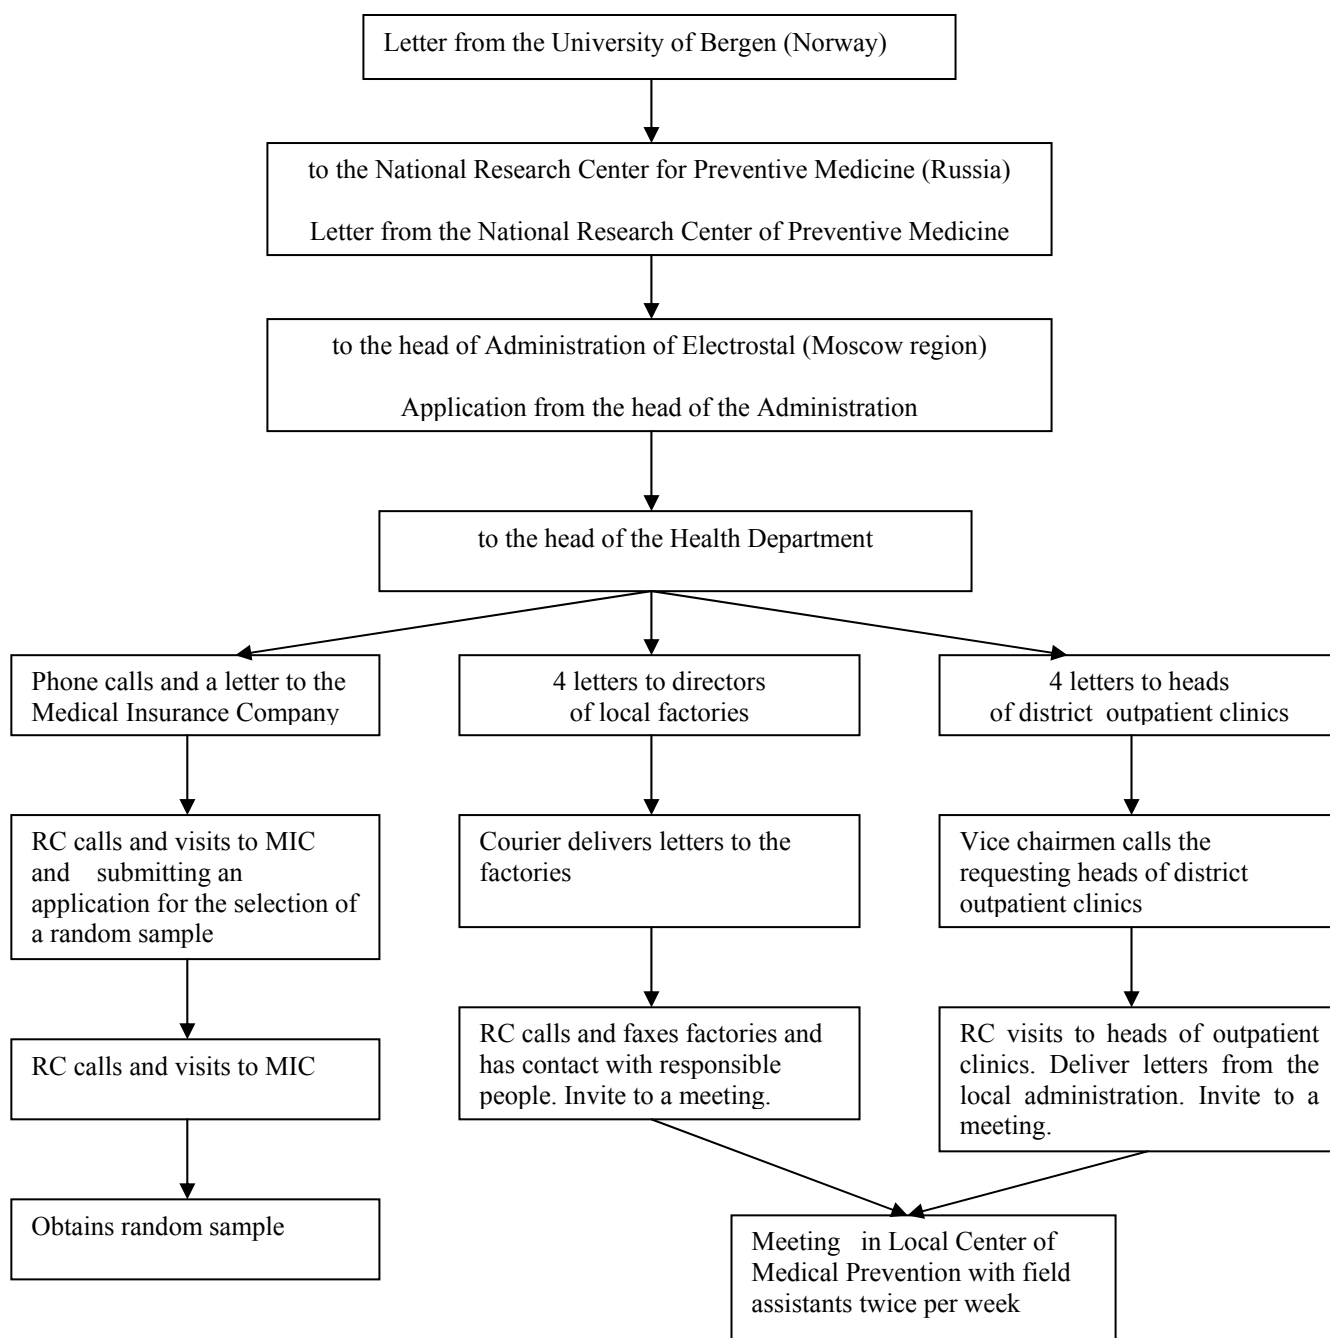 Letter from the University of Bergen (Norway)
to the National Research Center for Preventive Medicine (Russia)
Letter from the National Research Center of Preventive Medicine
to the head of Administration of Electrostal (Moscow region)
Application from the head of the Administration
to the head of the Health Department
Phone calls and a letter to the
Medical Insurance Company
4 letters to directors
of local factories
4 letters to heads
of district outpatient clinics
RC calls and visits to MIC
and submitting an
application for the selection of
a random sample
Courier delivers letters to the
factories
Vice chairmen calls the
requesting heads of district
outpatient clinics
RC calls and visits to MIC
RC calls and faxes factories and
has contact with responsible
people. Invite to a meeting.
RC visits to heads of outpatient
clinics. Deliver letters from the
local administration. Invite to a
meeting.
Obtains random sample
Meeting in Local Center of
Medical Prevention with field
assistants twice per week